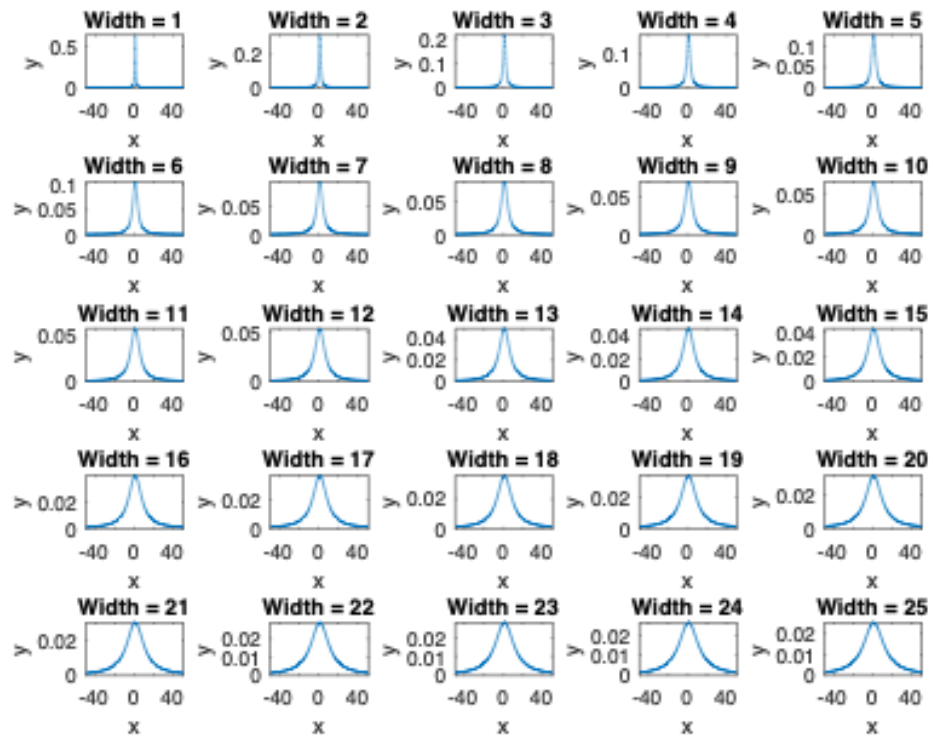 Width = 1 Width = 2 Width = 3 Width = 4 Width = 5
0.5 0.2 0.2 0.1 0.1
y y y 0.1 y y 0.05
0 0 0 0 0
-40 0 40 -40 0 40 -40 0 40 -40 0 40 -40 0 40
x x x x x
Width = 6 Width = 7 Width = 8 Width = 9 Width = 10
0.1
y 0.05 y 0.05 y 0.05 y 0.05 y 0.05
0 0 0 0 0
-40 0 40 -40 0 40 -40 0 40 -40 0 40 -40 0 40
x x x x x
Width = 11 Width = 12 Width = 13 Width = 14 Width = 15
0.05 0.05 0.04 0.04 0.04
y y y 0.02 y 0.02 y 0.02
0 0 0 0 0
-40 0 40 -40 0 40 -40 0 40 -40 0 40 -40 0 40
x x x x x
Width = 16 Width = 17 Width = 18 Width = 19 Width = 20
y 0.02 y 0.02 y 0.02 y 0.02 y 0.02
0 0 0 0 0
-40 0 40 -40 0 40 -40 0 40 -40 0 40 -40 0 40
x x x x x
Width = 21 Width = 22 Width = 23 Width = 24 Width = 25
0.02 0.02 0.02 0.02 0.02
y y 0.01 y 0.01 y 0.01 y 0.01
0 0 0 0 0
-40 0 40 -40 0 40 -40 0 40 -40 0 40 -40 0 40
x x x x x